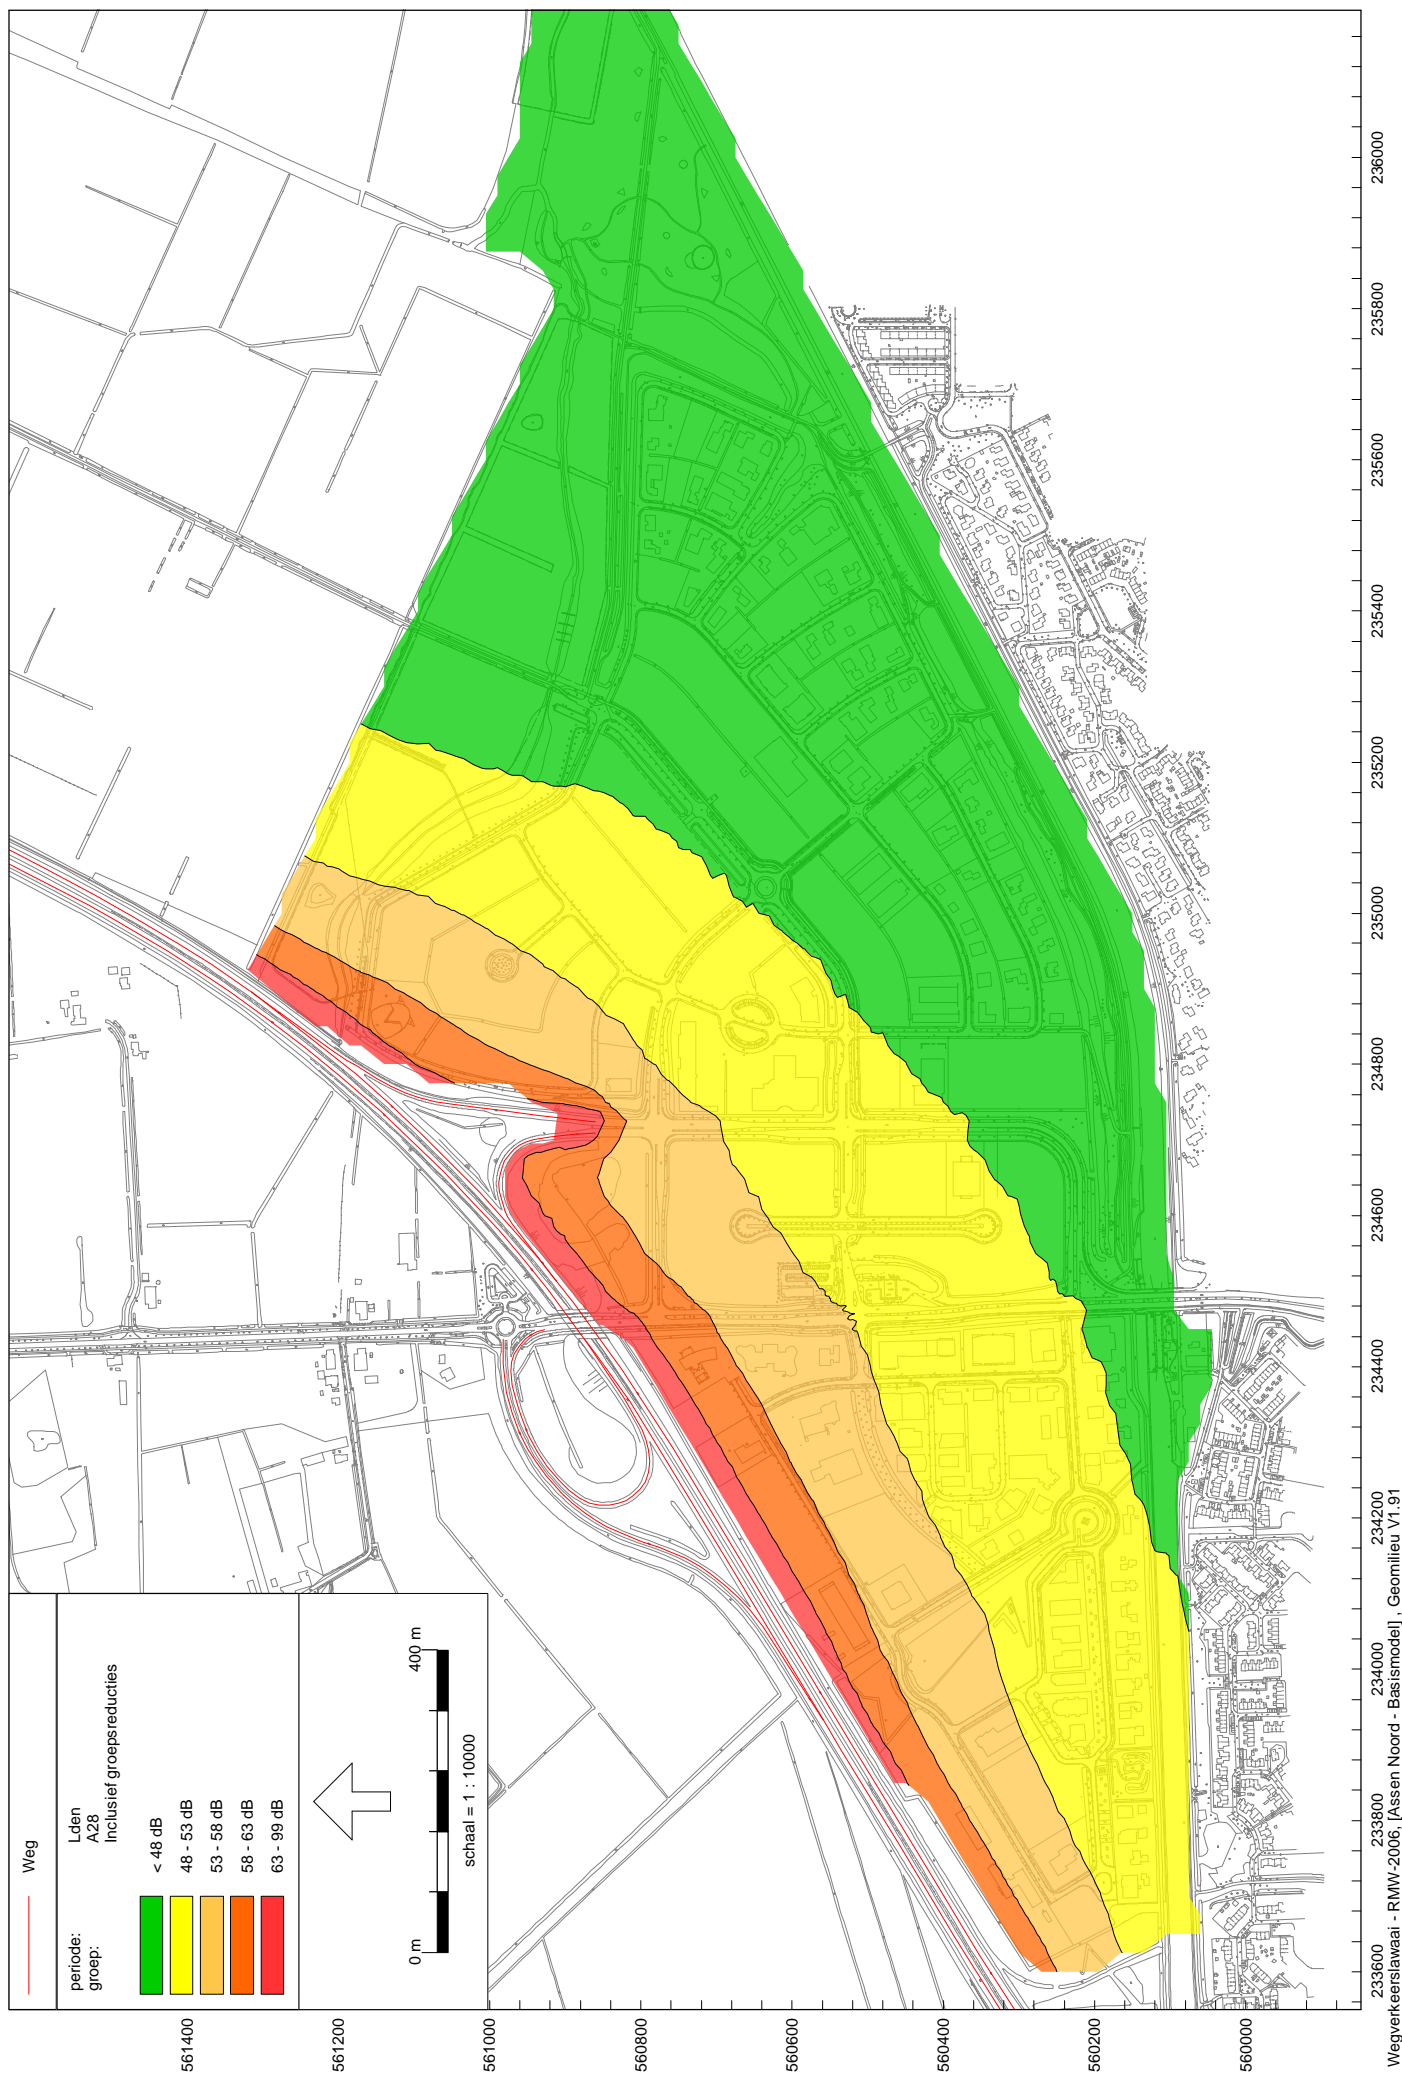 Weg
periode: Lden
groep: A28
Inclusief groepsreducties
< 48 dB
48 - 53 dB
53 - 58 dB
58 - 63 dB
63 - 99 dB
0 m 400 m
schaal = 1 : 10000
561400
561200
561000
560800
560600
560400
560200
560000
233600 233800 234000 234200 234400 234600 234800 235000 235200 235400 235600 235800 236000
Wegverkeerslawaai - RMW-2006, [Assen Noord - Basismodel] , Geomilieu V1.91